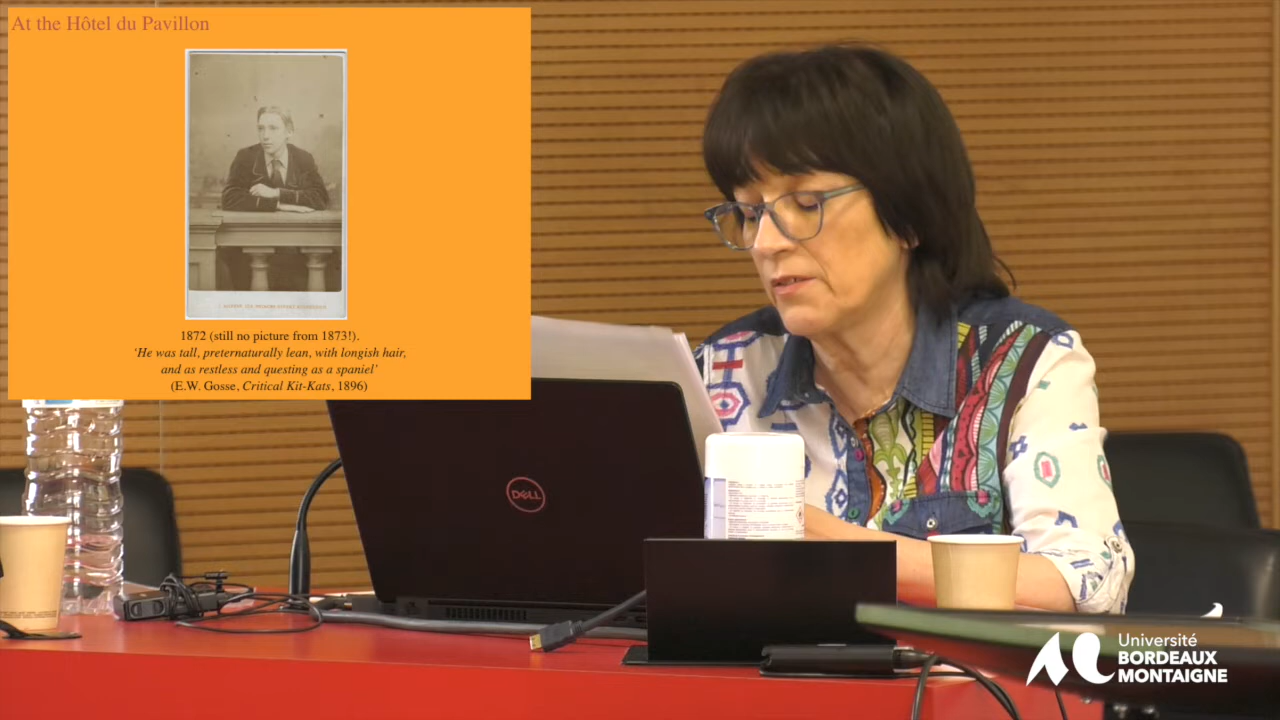 At the Hôtel du Pavillon
1872 (still no picture from 1873!).
‘He was tall, preternaturally lean, with longish hair,
and as restless and questing as a spaniel’
(E.W. Gosse, Critical Kit-Kats, 1896)
DELL
Université
BORDEAUX
MONTAIGNE